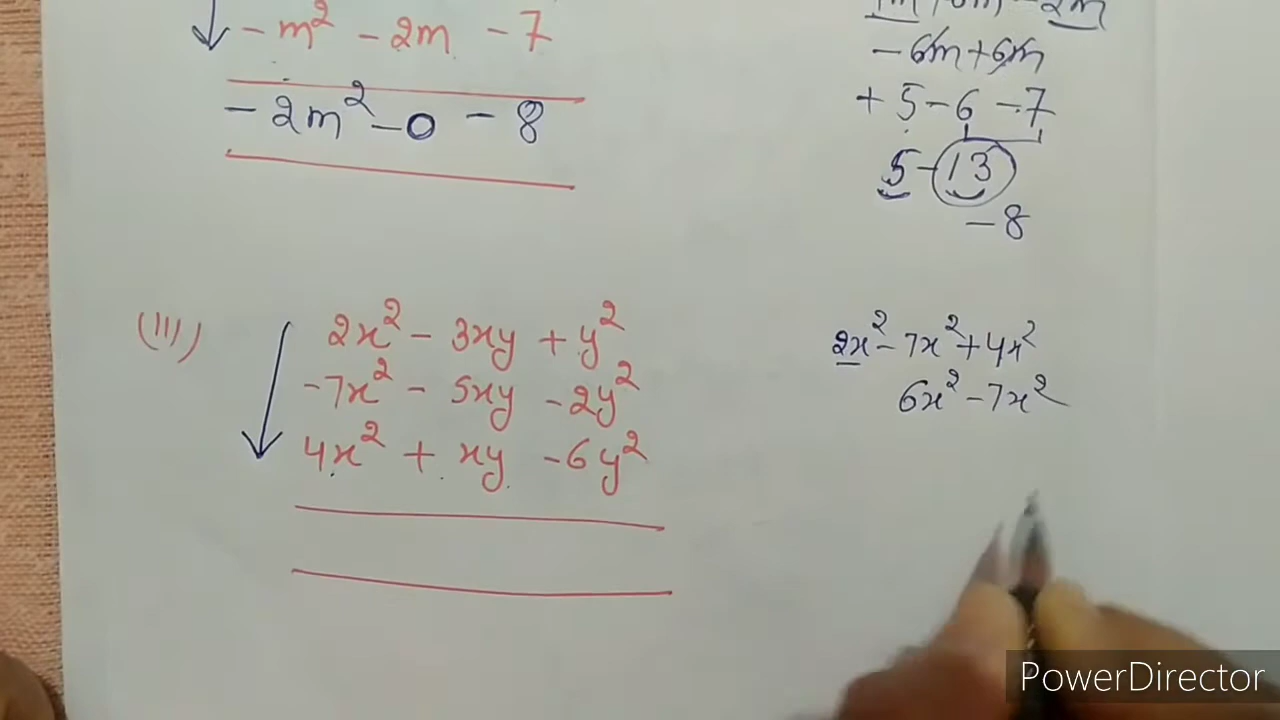 - m² - 2m - 7
- 2m² - 0 - 8
- 6m + 6m
+ 5 - 6 - 7
5 - 13
- 8
(III)
2x² - 3xy + y²
-7x² - 5xy - 2y²
4x² + xy - 6y²
2x² - 7x² + 4x²
6x² - 7x²
PowerDirector